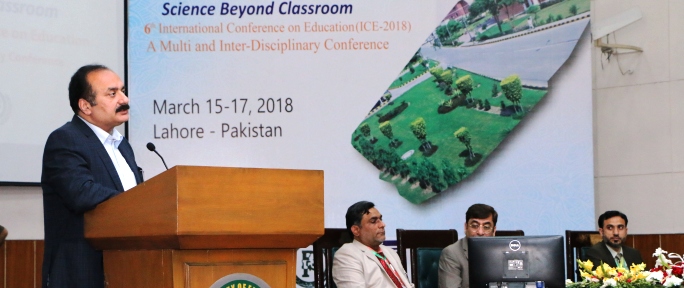 Science Beyond Classroom
6th International Conference on Education (ICE-2018)
A Multi and Inter-Disciplinary Conference
March 15-17, 2018
Lahore - Pakistan
DELL